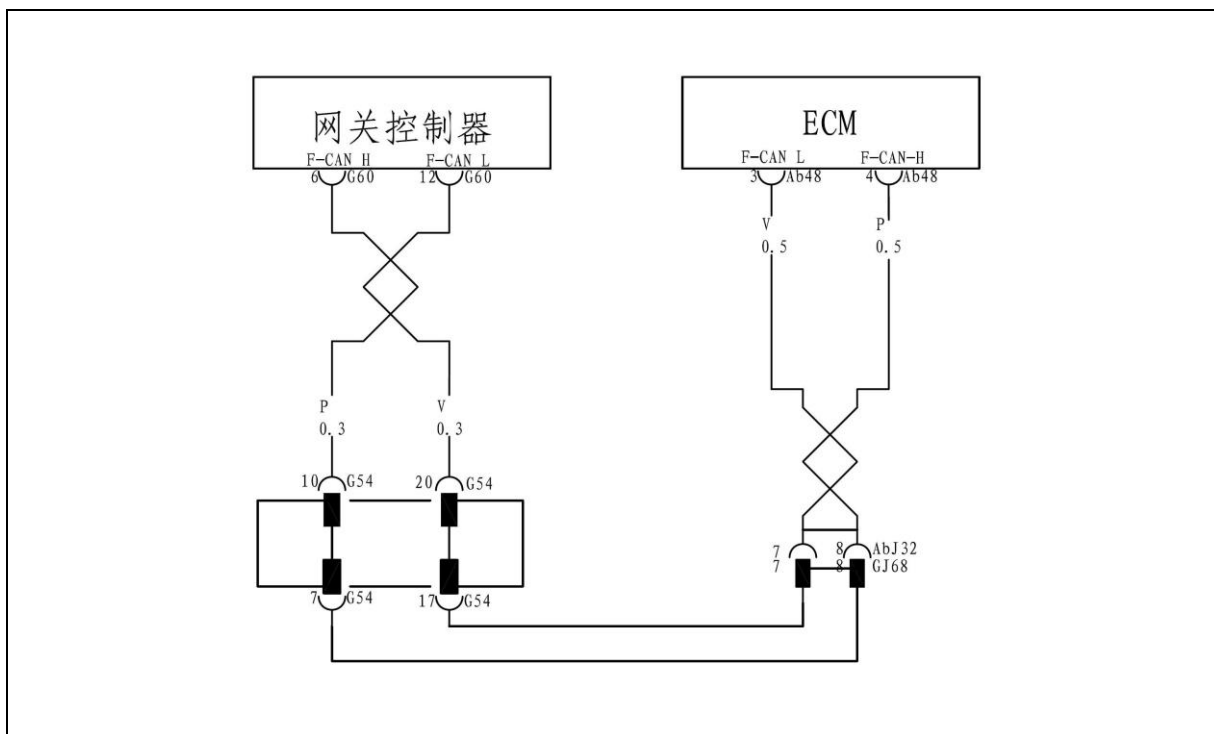 网关控制器
ECM
F-CAN H F-CAN L
6 G60 12 G60
F-CAN L F-CAN-H
3 Ab48 4 Ab48
V P
0.5 0.5
P V
0.3 0.3
10 G54 20 G54
7 G54 17 G54
7 8 AbJ32
7 8 GJ68